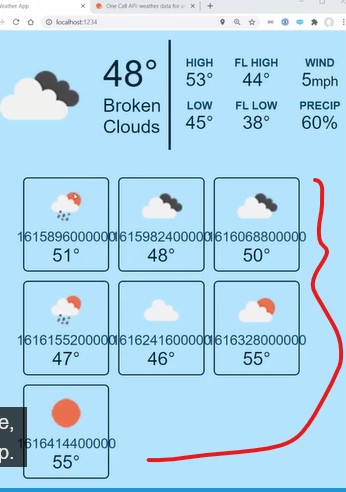 Weather App
One Call API: weather data for
localhost:1234
48°
Broken
Clouds
HIGH FL HIGH WIND
53° 44° 5mph
LOW FL LOW PRECIP
45° 38° 60%
1615896000000 1615982400000 1616068800000
51° 48° 50°
1616155200000 1616241600000 1616328000000
47° 46° 55°
e,
1616414400000
p.
55°